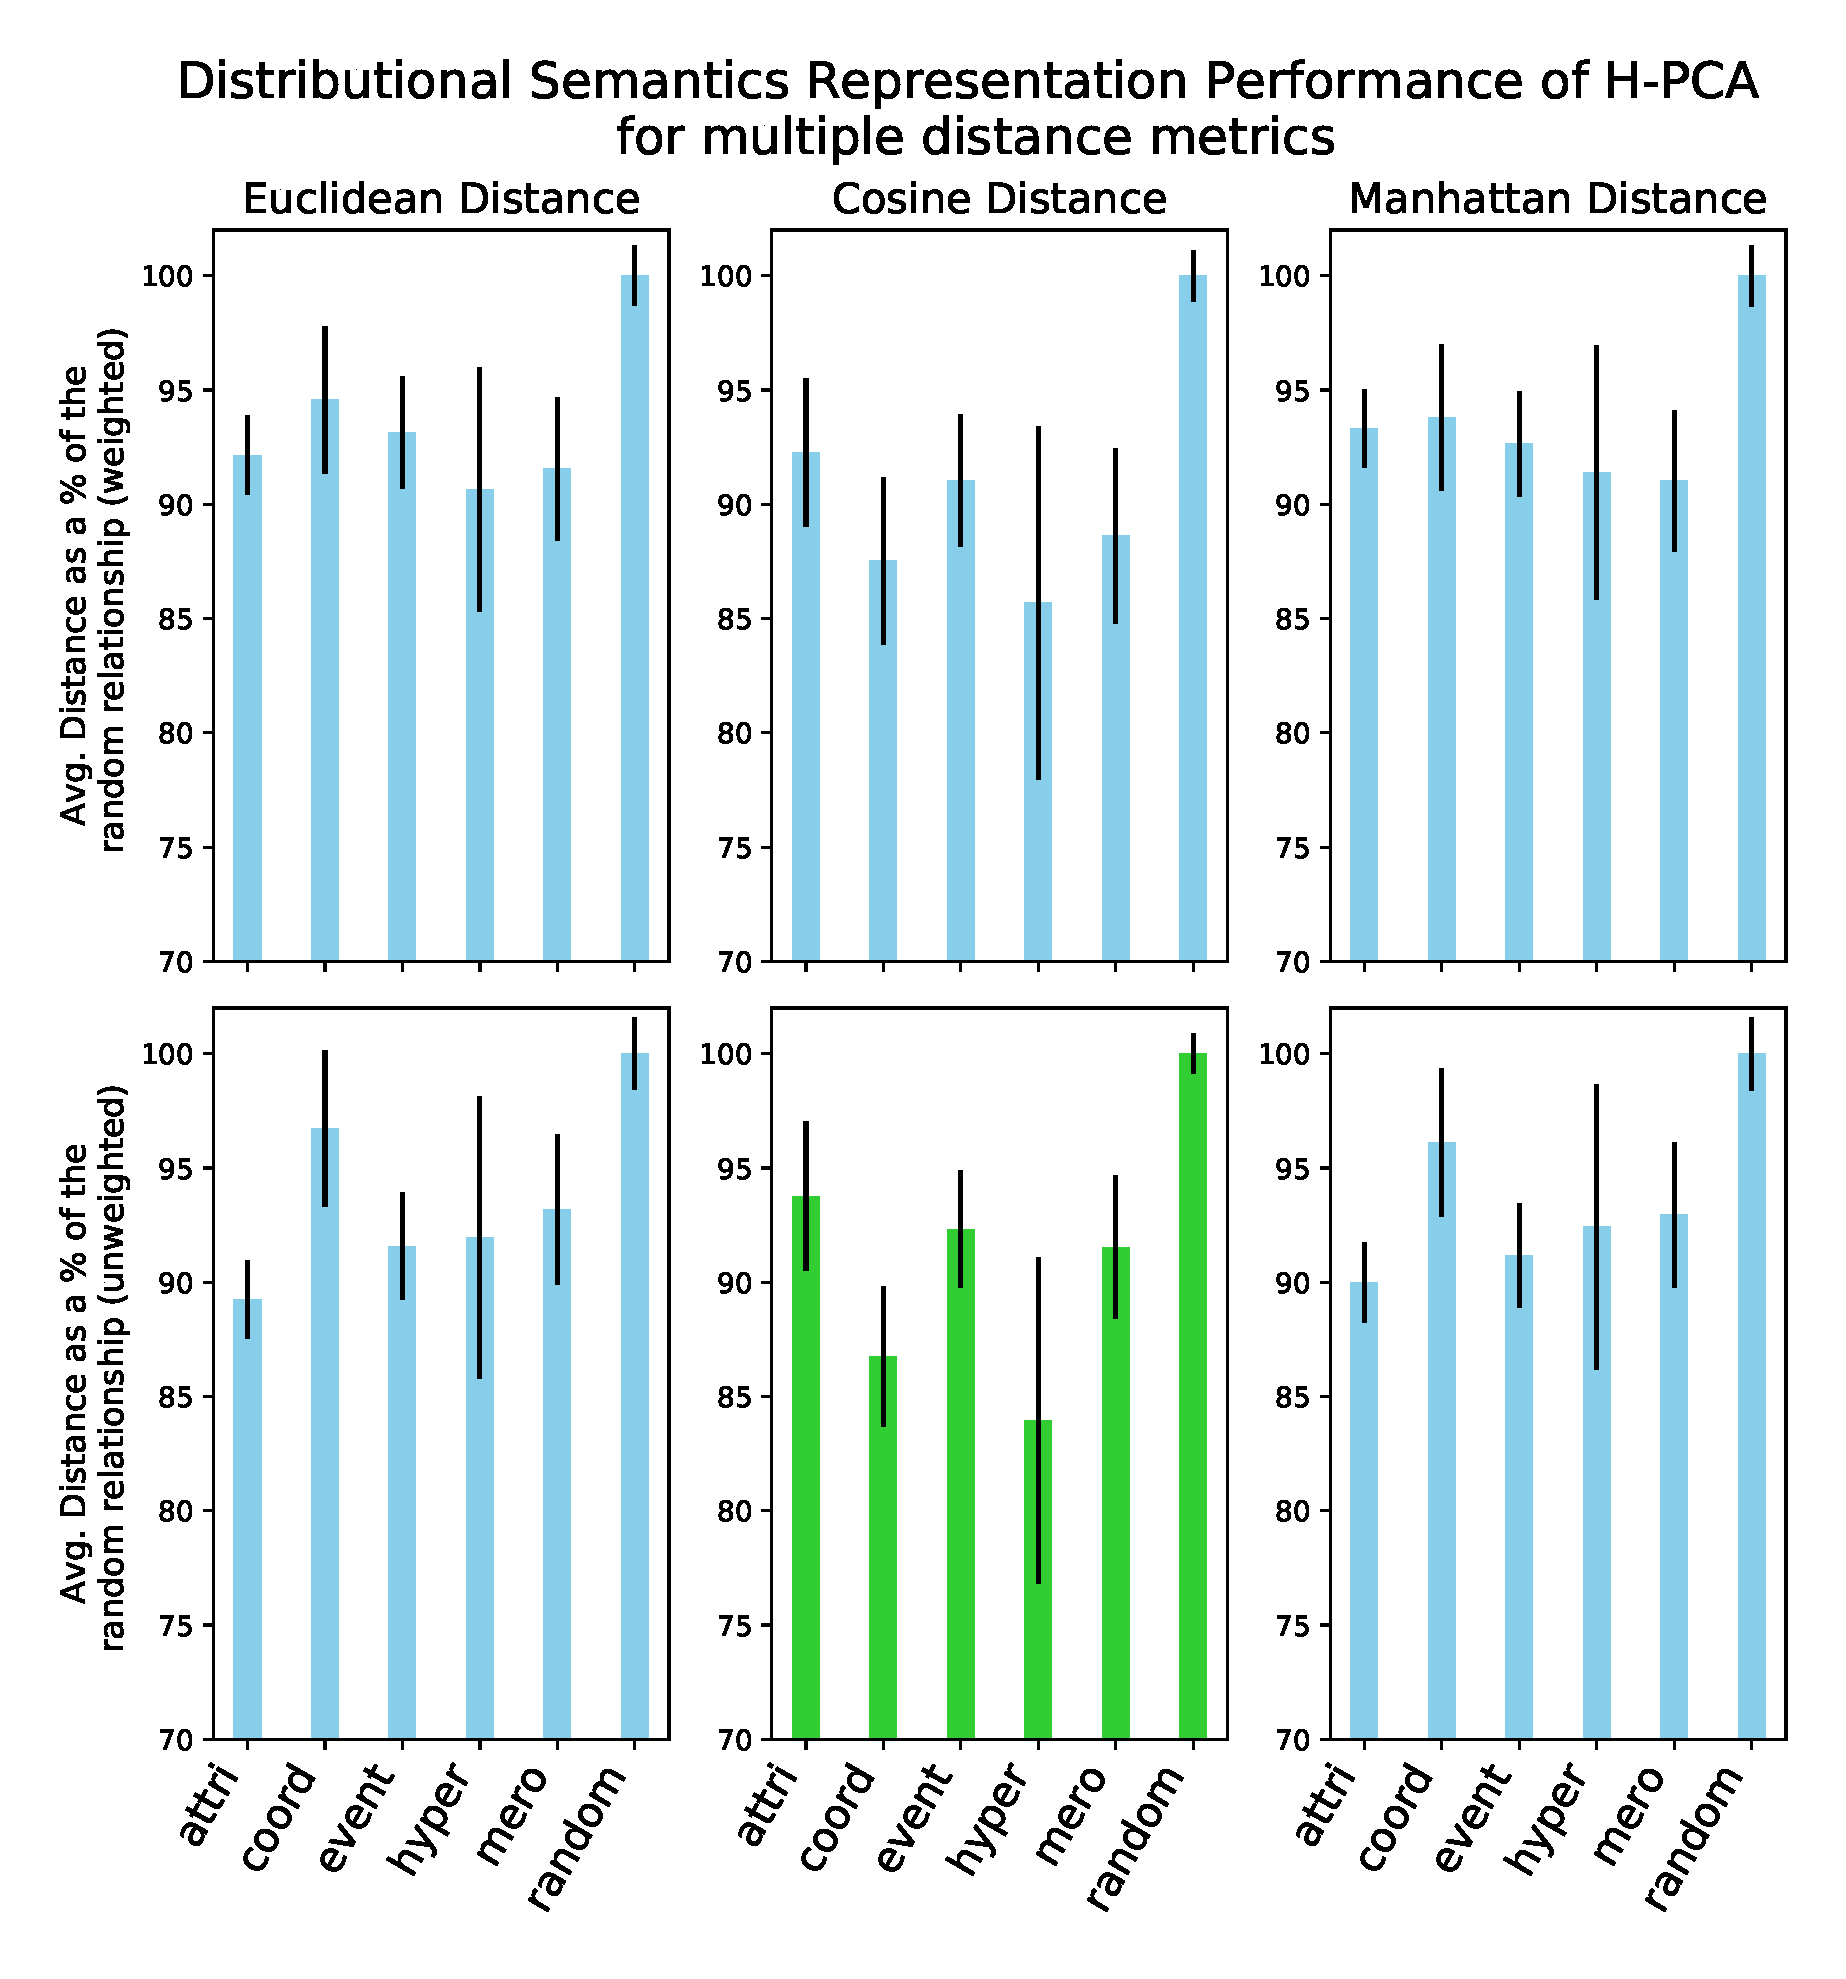 Distributional Semantics Representation Performance of H-PCA
for multiple distance metrics
Euclidean Distance
Cosine Distance
Manhattan Distance
Avg. Distance as a % of the
random relationship (weighted)
100
95
90
85
80
75
70
100
95
90
85
80
75
70
100
95
90
85
80
75
70
Avg. Distance as a % of the
random relationship (unweighted)
100
95
90
85
80
75
70
100
95
90
85
80
75
70
100
95
90
85
80
75
70
attri
coord
event
hyper
mero
random
attri
coord
event
hyper
mero
random
attri
coord
event
hyper
mero
random